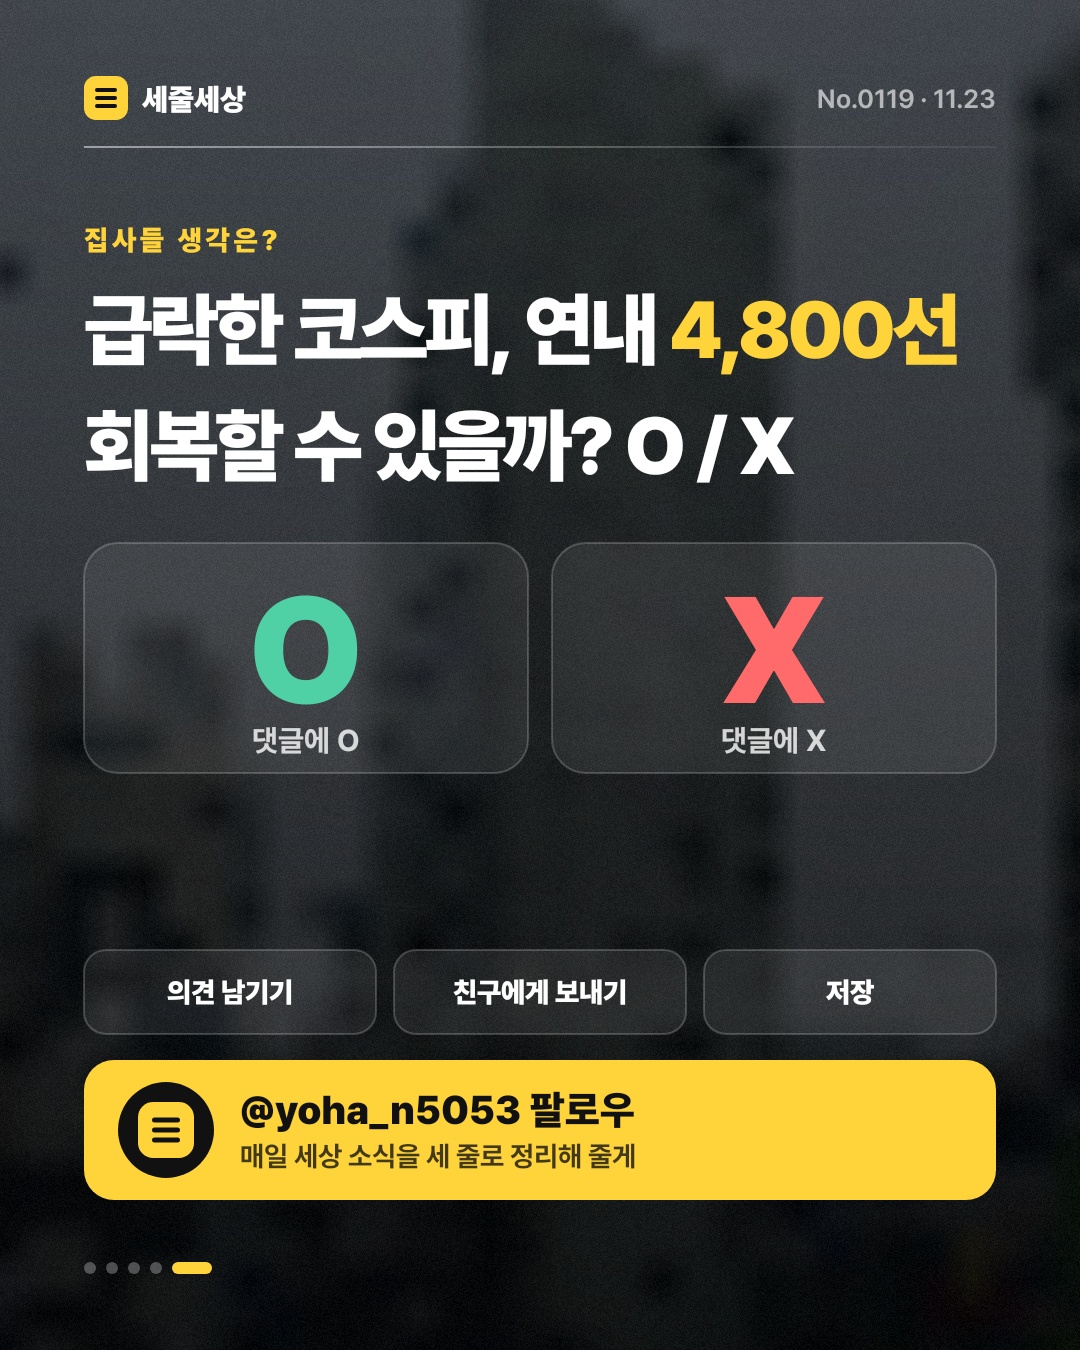 세줄세상
No.0119 · 11.23
집사들 생각은?
급락한 코스피, 연내 4,800선
회복할 수 있을까? O / X
O
X
댓글에 O
댓글에 X
의견 남기기
친구에게 보내기
저장
@yoha_n5053 팔로우
매일 세상 소식을 세 줄로 정리해 줄게